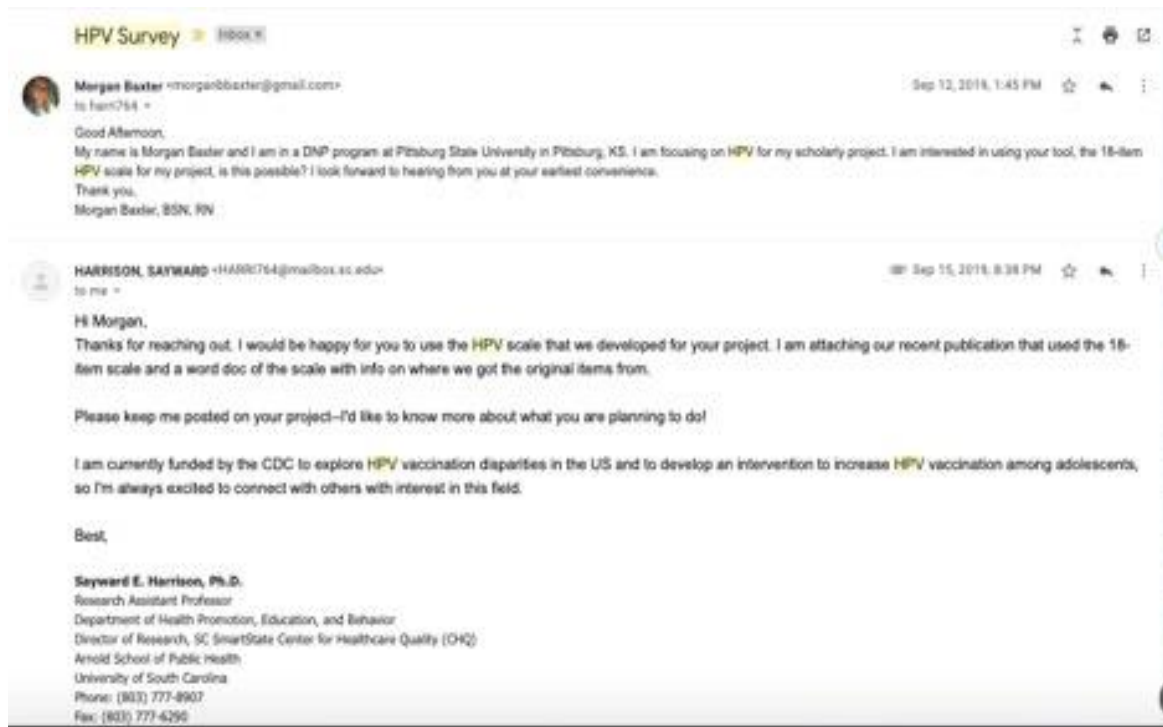 HPV Survey Inbox x
Morgan Baxter <morganbbaxter@gmail.com> Sep 12, 2019, 1:45 PM
to harri764
Good Afternoon,
My name is Morgan Baxter and I am in a DNP program at Pittsburg State University in Pittsburg, KS. I am focusing on HPV for my scholarly project. I am interested in using your tool, the 18-item
HPV scale for my project, is this possible? I look forward to hearing from you at your earliest convenience.
Thank you,
Morgan Baxter, BSN, RN
HARRISON, SAYWARD <HARRI764@mailbox.sc.edu> Sep 15, 2019, 8:38 PM
to me
Hi Morgan,
Thanks for reaching out. I would be happy for you to use the HPV scale that we developed for your project. I am attaching our recent publication that used the 18-
item scale and a word doc of the scale with info on where we got the original items from.
Please keep me posted on your project--I'd like to know more about what you are planning to do!
I am currently funded by the CDC to explore HPV vaccination disparities in the US and to develop an intervention to increase HPV vaccination among adolescents,
so I'm always excited to connect with others with interest in this field.
Best,
Sayward E. Harrison, Ph.D.
Research Assistant Professor
Department of Health Promotion, Education, and Behavior
Director of Research, SC SmartState Center for Healthcare Quality (CHQ)
Arnold School of Public Health
University of South Carolina
Phone: (803) 777-8907
Fax: (803) 777-6290